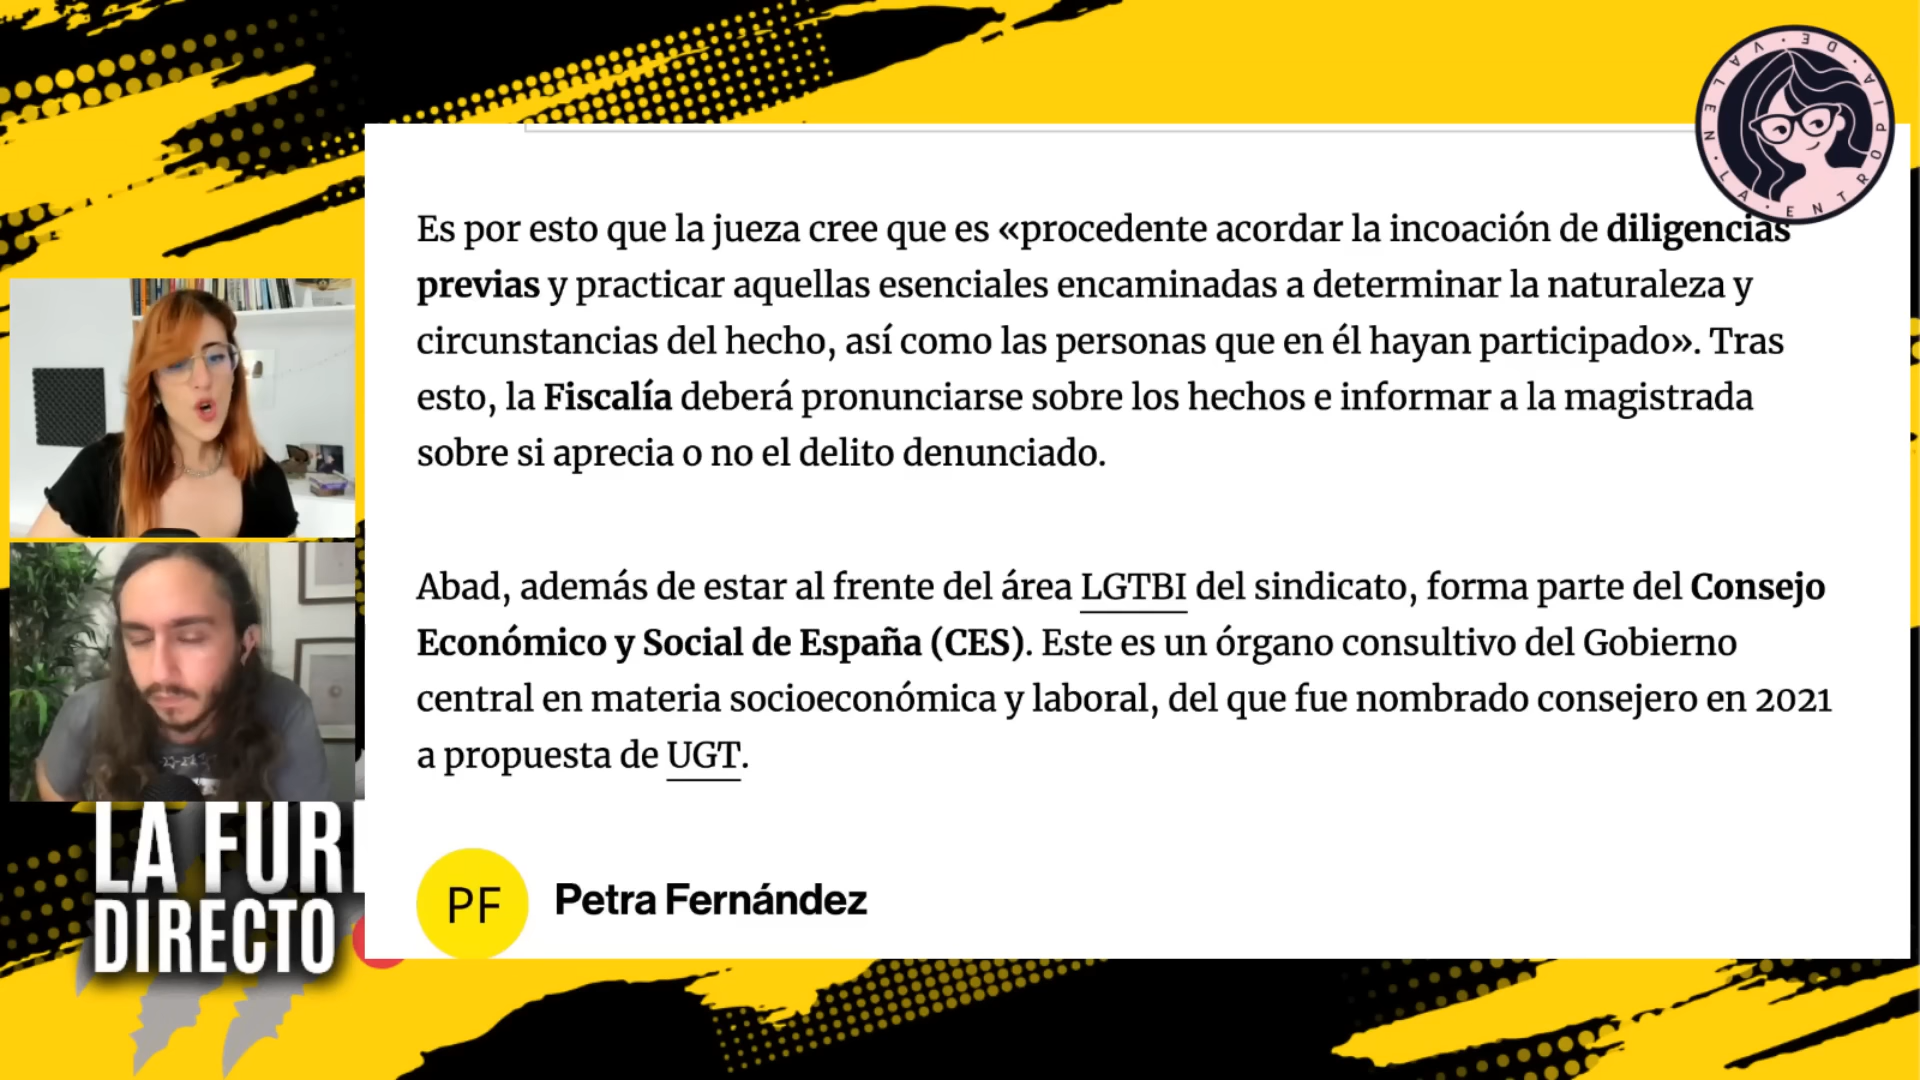 DE VALEN · LA ENTROPIA ·
Es por esto que la jueza cree que es «procedente acordar la incoación de diligencias
previas y practicar aquellas esenciales encaminadas a determinar la naturaleza y
circunstancias del hecho, así como las personas que en él hayan participado». Tras
esto, la Fiscalía deberá pronunciarse sobre los hechos e informar a la magistrada
sobre si aprecia o no el delito denunciado.
Abad, además de estar al frente del área LGTBI del sindicato, forma parte del Consejo
Económico y Social de España (CES). Este es un órgano consultivo del Gobierno
central en materia socioeconómica y laboral, del que fue nombrado consejero en 2021
a propuesta de UGT.
PF Petra Fernández
LA FURI
DIRECTO